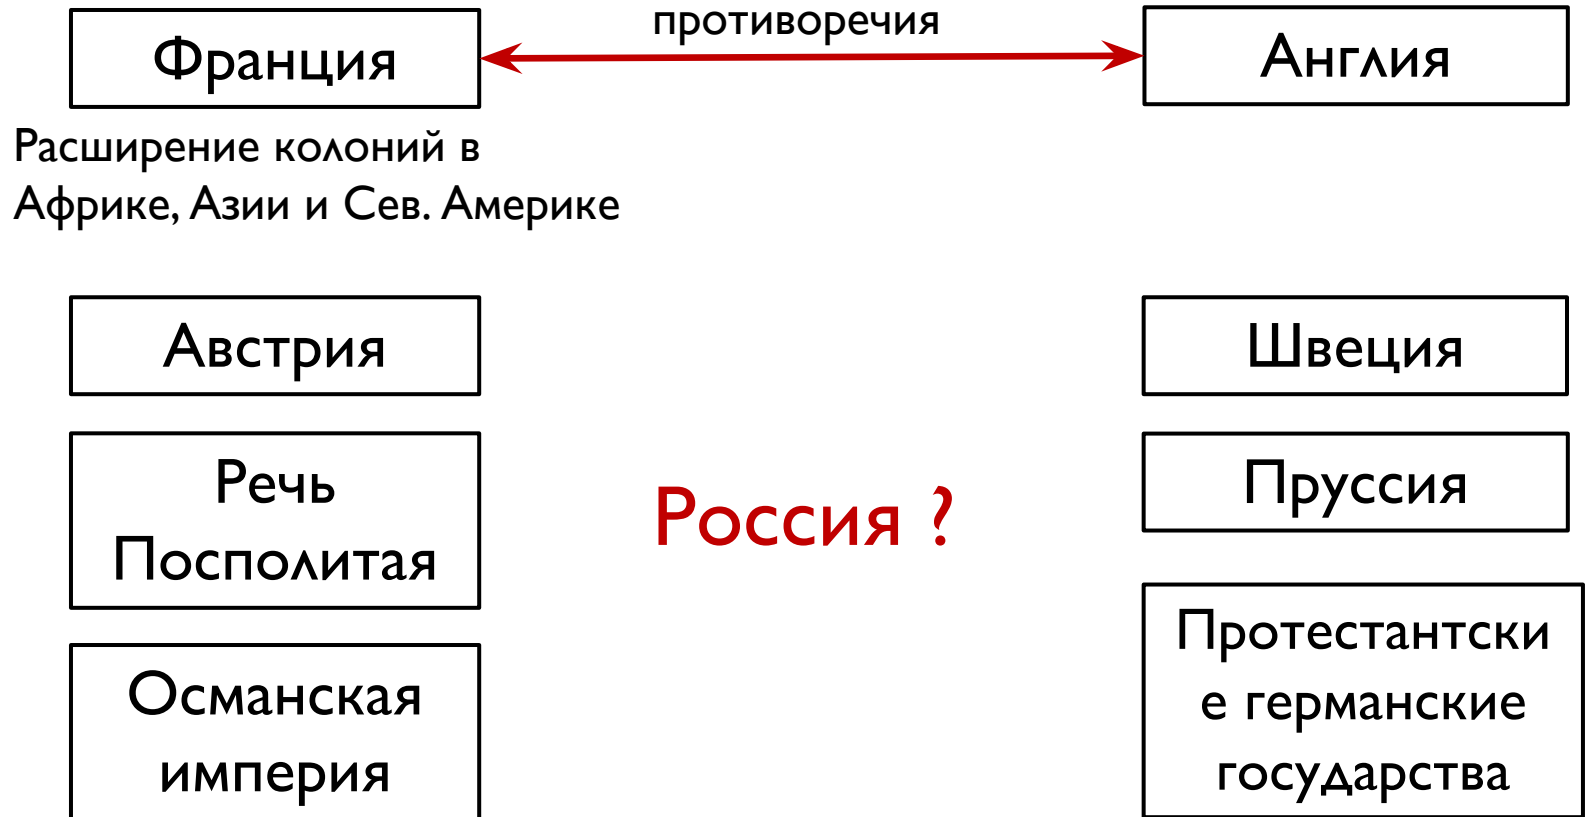 противоречия
Франция
Англия
Расширение колоний в
Африке, Азии и Сев. Америке
Австрия
Швеция
Речь
Посполитая
Россия ?
Пруссия
Османская
империя
Протестантски
е германские
государства